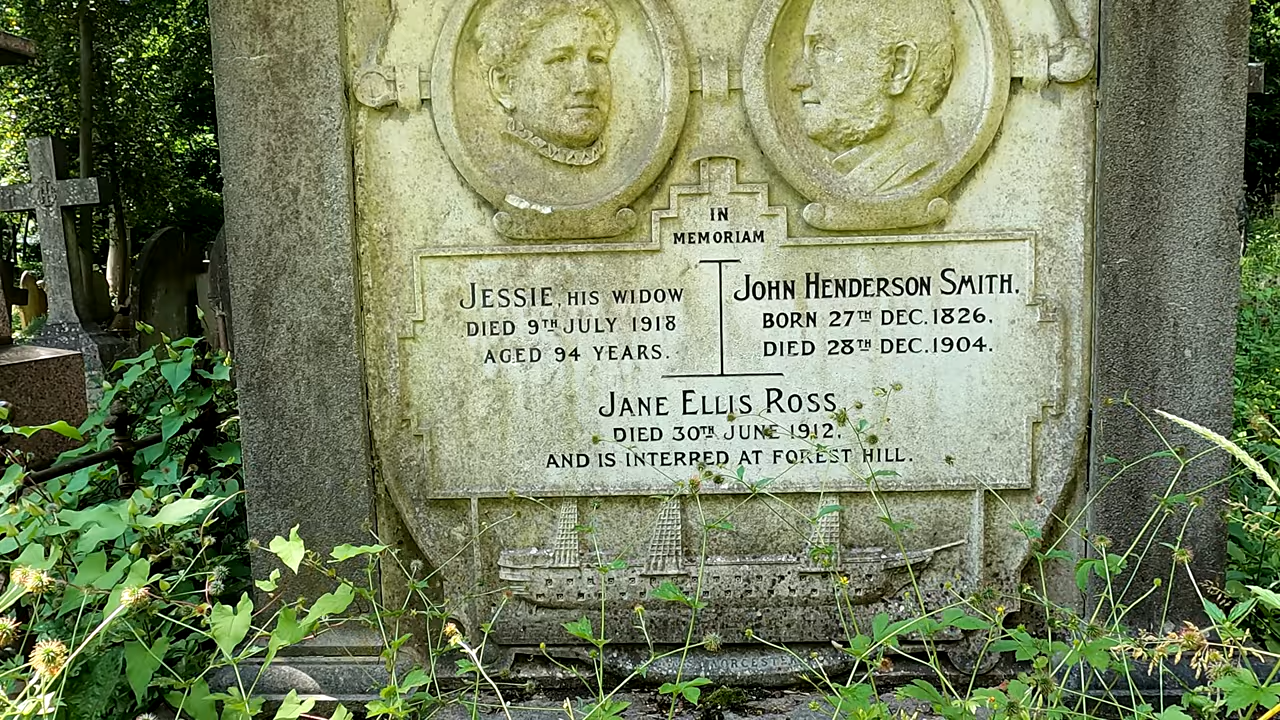 IN
MEMORIAM
JESSIE, HIS WIDOW
DIED 9TH JULY 1918
AGED 94 YEARS.
JOHN HENDERSON SMITH.
BORN 27TH DEC. 1826.
DIED 28TH DEC. 1904.
JANE ELLIS ROSS
DIED 30TH JUNE 1912.
AND IS INTERRED AT FOREST HILL.
WORCESTER